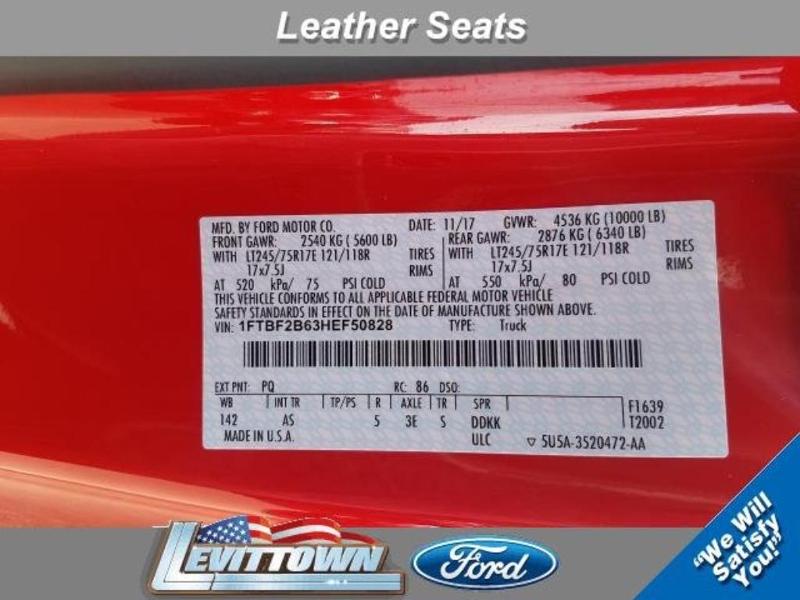 Leather Seats
MFD. BY FORD MOTOR CO. DATE: 11/17 GVWR: 4536 KG (10000 LB)
FRONT GAWR: 2540 KG ( 5600 LB) REAR GAWR: 2876 KG ( 6340 LB)
WITH LT245/75R17E 121/118R TIRES WITH LT245/75R17E 121/118R TIRES
17x7.5J RIMS 17x7.5J RIMS
AT 520 kPa/ 75 PSI COLD AT 550 kPa/ 80 PSI COLD
THIS VEHICLE CONFORMS TO ALL APPLICABLE FEDERAL MOTOR VEHICLE
SAFETY STANDARDS IN EFFECT ON THE DATE OF MANUFACTURE SHOWN ABOVE.
VIN: 1FTBF2B63HEF50828 TYPE: Truck
EXT PNT: PQ RC: 86 DSO:
WB INT TR TP/PS R AXLE TR SPR F1639
142 AS 5 3E S DDKK T2002
MADE IN U.S.A. ULC ▽ 5U5A-3520472-AA
LEVITTOWN Ford
"We Will
Satisfy
You!"